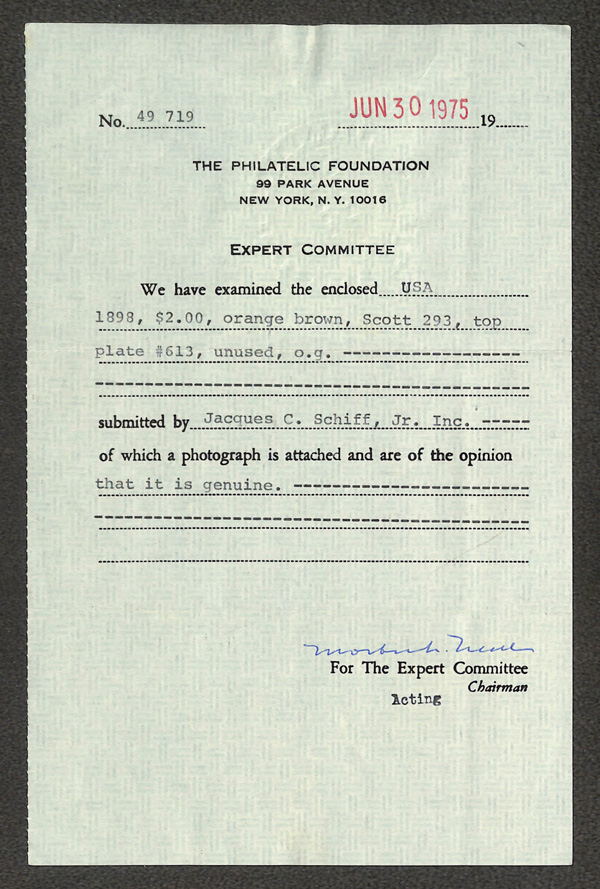 No. 49 719 JUN 30 1975 19
THE PHILATELIC FOUNDATION
99 PARK AVENUE
NEW YORK, N. Y. 10016
EXPERT COMMITTEE
We have examined the enclosed USA
1898, $2.00, orange brown, Scott 293, top
plate #613, unused, o.g.
submitted by Jacques C. Schiff, Jr. Inc.
of which a photograph is attached and are of the opinion
that it is genuine.
For The Expert Committee
Chairman
Acting